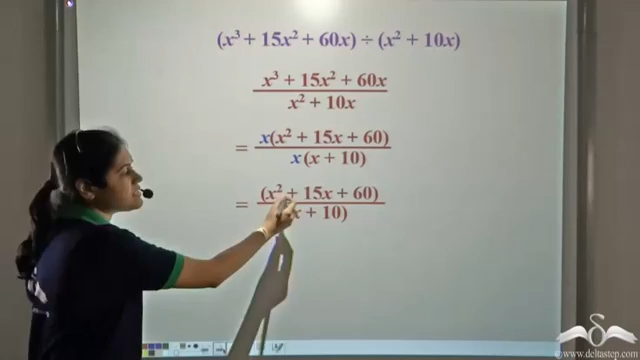 (x³ + 15x² + 60x) ÷ (x² + 10x)
x³ + 15x² + 60x
x² + 10x
= x(x² + 15x + 60)
x(x + 10)
= (x² + 15x + 60)
x + 10)
©www.deltastep.com